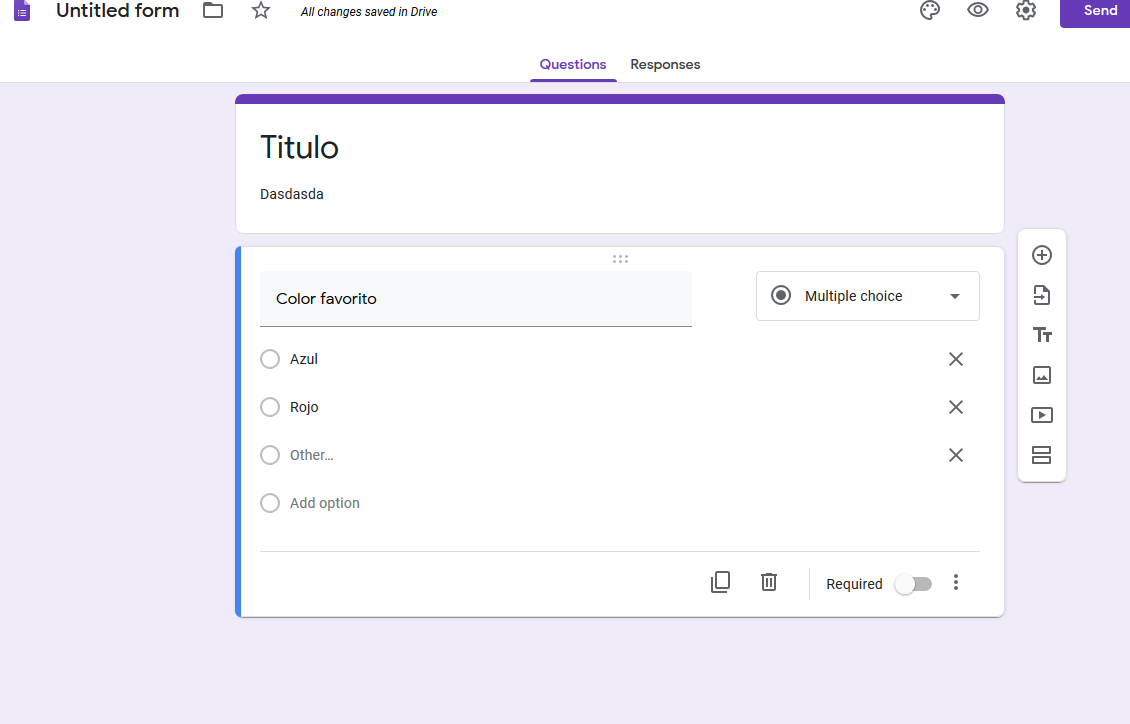 Untitled form
All changes saved in Drive
Send
Questions
Responses
Titulo
Dasdasda
Color favorito
Multiple choice
Azul
Rojo
Other…
Add option
Required
Tт